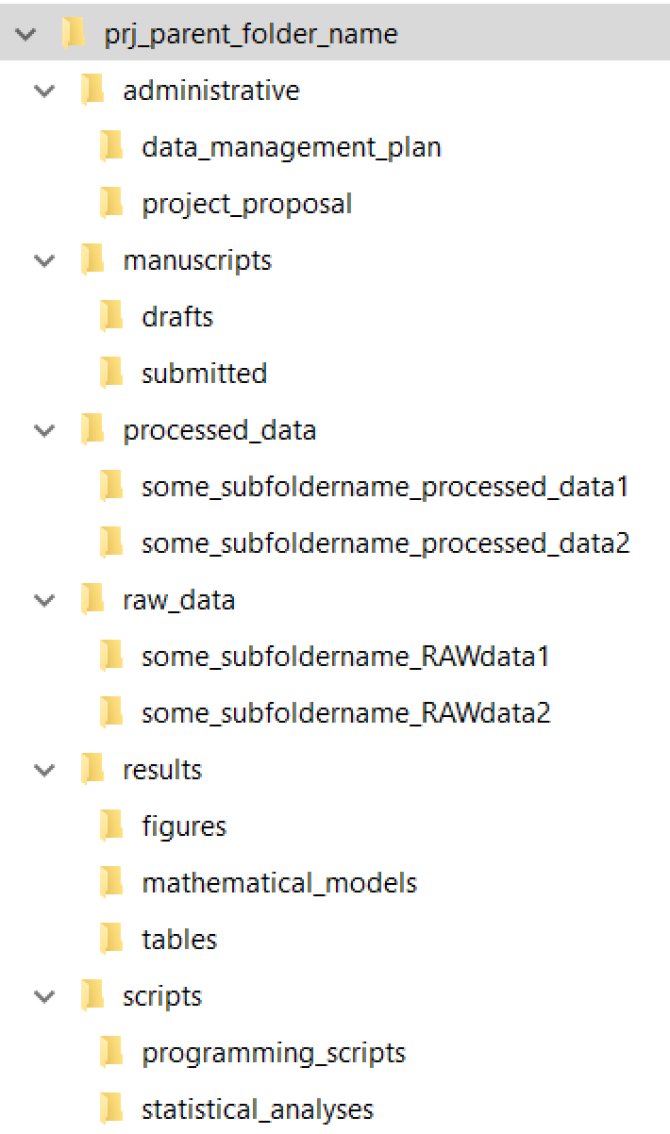 prj_parent_folder_name
administrative
data_management_plan
project_proposal
manuscripts
drafts
submitted
processed_data
some_subfoldername_processed_data1
some_subfoldername_processed_data2
raw_data
some_subfoldername_RAWdata1
some_subfoldername_RAWdata2
results
figures
mathematical_models
tables
scripts
programming_scripts
statistical_analyses